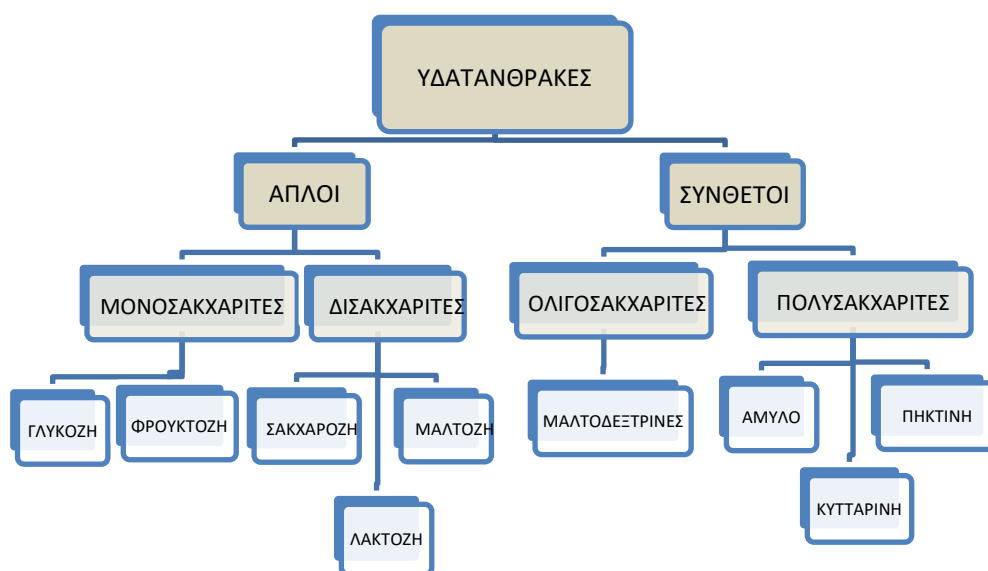 ΥΔΑΤΑΝΘΡΑΚΕΣ
ΑΠΛΟΙ
ΣΥΝΘΕΤΟΙ
ΜΟΝΟΣΑΚΧΑΡΙΤΕΣ
ΔΙΣΑΚΧΑΡΙΤΕΣ
ΟΛΙΓΟΣΑΚΧΑΡΙΤΕΣ
ΠΟΛΥΣΑΚΧΑΡΙΤΕΣ
ΓΛΥΚΟΖΗ
ΦΡΟΥΚΤΟΖΗ
ΣΑΚΧΑΡΟΖΗ
ΜΑΛΤΟΖΗ
ΜΑΛΤΟΔΕΞΤΡΙΝΕΣ
ΑΜΥΛΟ
ΠΗΚΤΙΝΗ
ΛΑΚΤΟΖΗ
ΚΥΤΤΑΡΙΝΗ